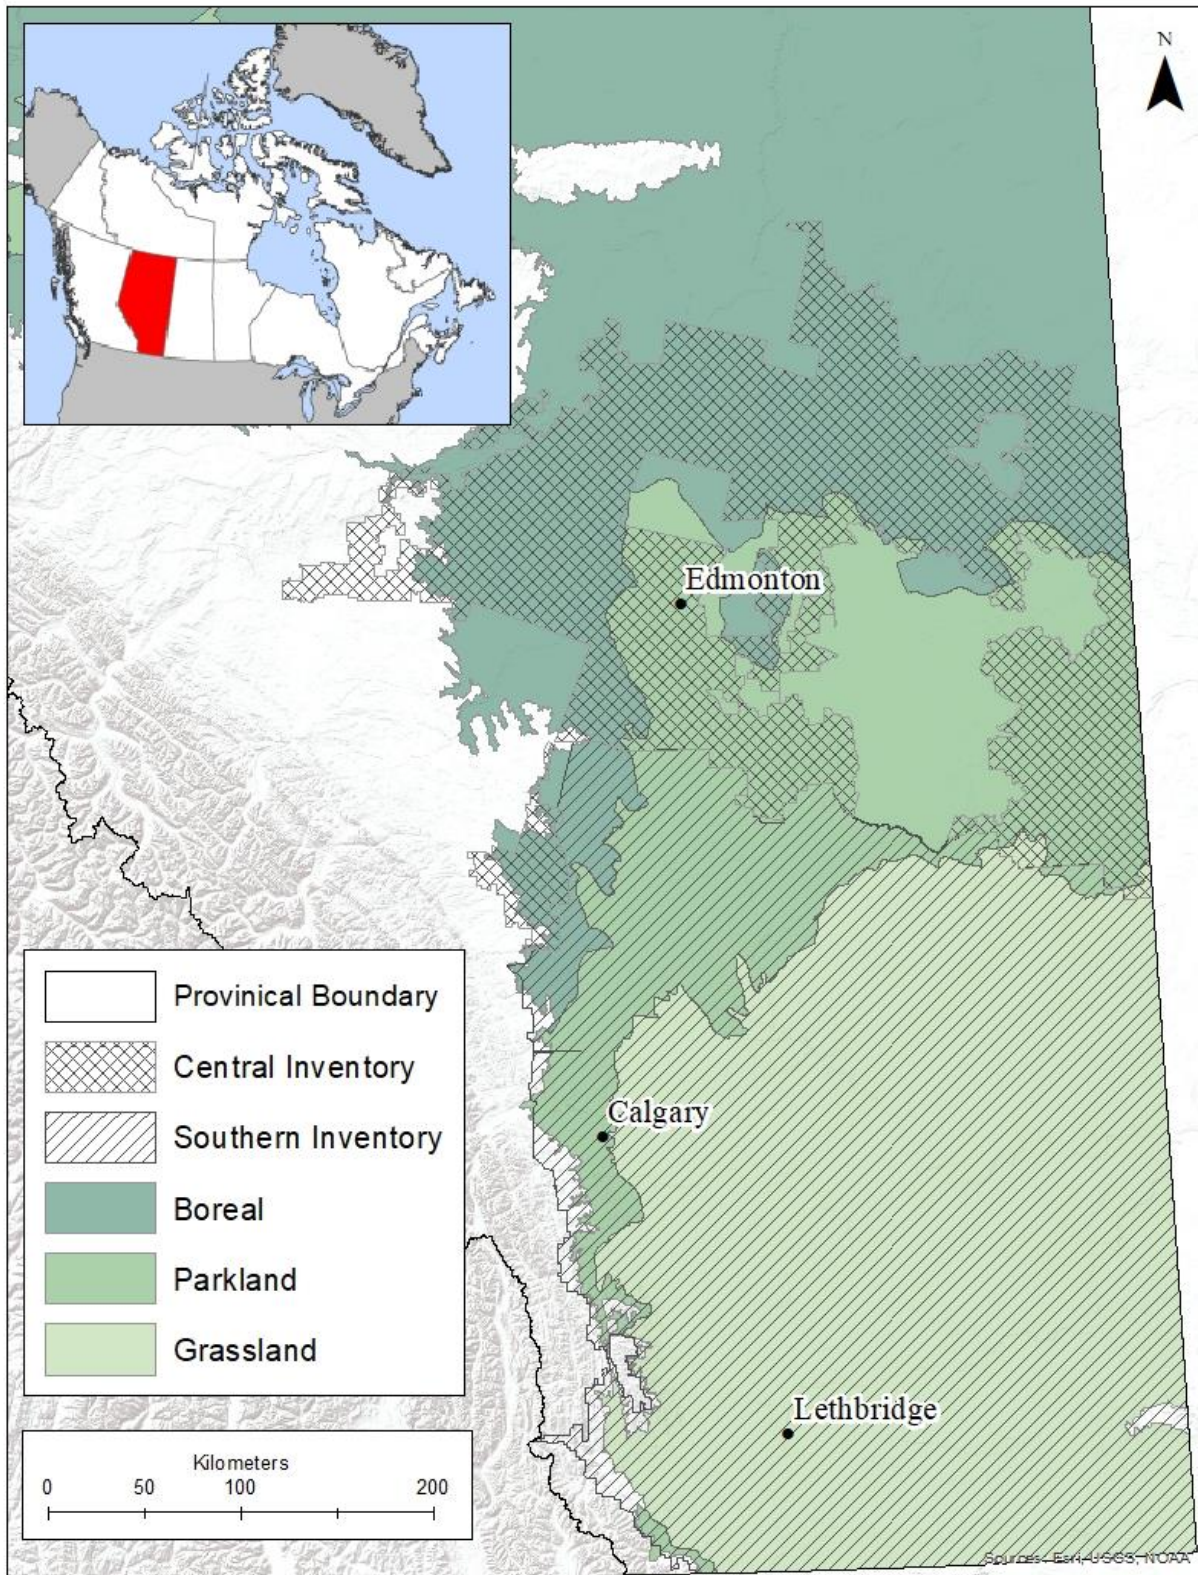 N
Edmonton
Calgary
Lethbridge
Provinical Boundary
Central Inventory
Southern Inventory
Boreal
Parkland
Grassland
Kilometers
0 50 100 200
Sources: Esri, USGS, NOAA